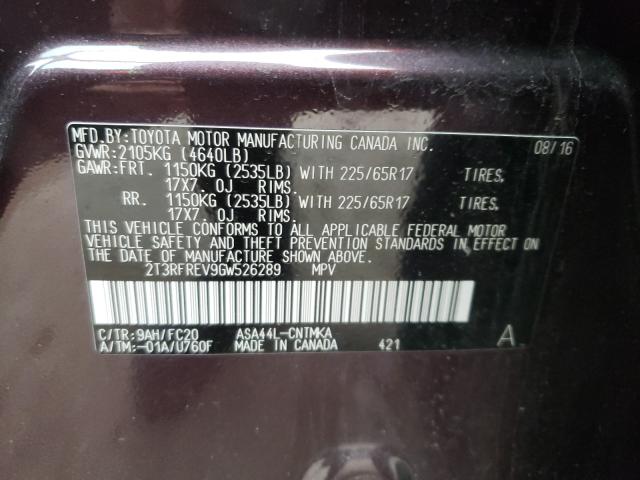 MFD.BY:TOYOTA MOTOR MANUFACTURING CANADA INC. 08/16
GVWR:2105KG (4640LB)
GAWR:FRT. 1150KG (2535LB) WITH 225/65R17 TIRES.
17X7. 0J RIMS.
RR. 1150KG (2535LB) WITH 225/65R17 TIRES.
17X7. 0J RIMS.
THIS VEHICLE CONFORMS TO ALL APPLICABLE FEDERAL MOTOR
VEHICLE SAFETY AND THEFT PREVENTION STANDARDS IN EFFECT ON
THE DATE OF MANUFACTURE SHOWN ABOVE.
2T3RFREV9GW526289 MPV
C/TR:9AH/FC20 ASA44L-CNTMKA A
A/TM:-01A/U760F MADE IN CANADA 421